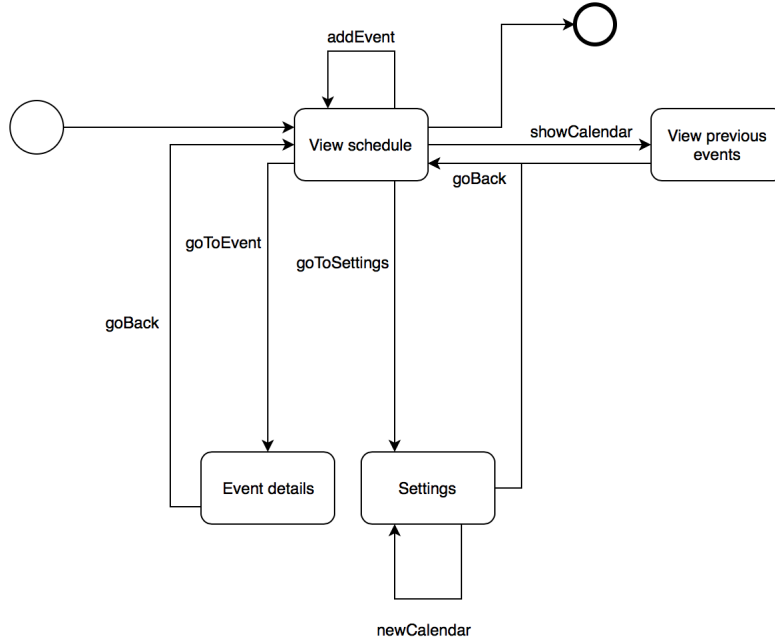 addEvent
View schedule
showCalendar
View previous
events
goBack
goToEvent
goToSettings
goBack
Event details
Settings
newCalendar